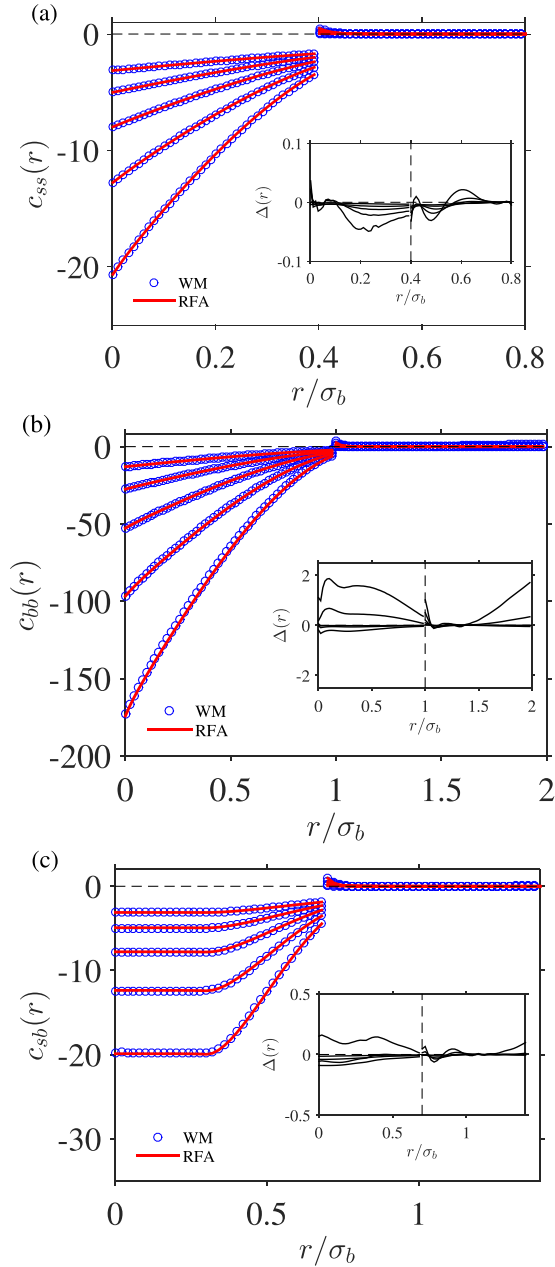 (a)
0
-10
-20
c_ss(r)
0
0.2
0.4
0.6
0.8
r/σ_b
WM
RFA
0.1
0
-0.1
Δ(r)
0
0.2
0.4
0.6
0.8
r/σ_b
(b)
0
-50
-100
-150
-200
c_bb(r)
0
0.5
1
1.5
2
r/σ_b
WM
RFA
2
0
-2
Δ(r)
0
0.5
1
1.5
2
r/σ_b
(c)
0
-10
-20
-30
c_sb(r)
0
0.5
1
r/σ_b
WM
RFA
0.5
0
-0.5
Δ(r)
0
0.5
1
r/σ_b